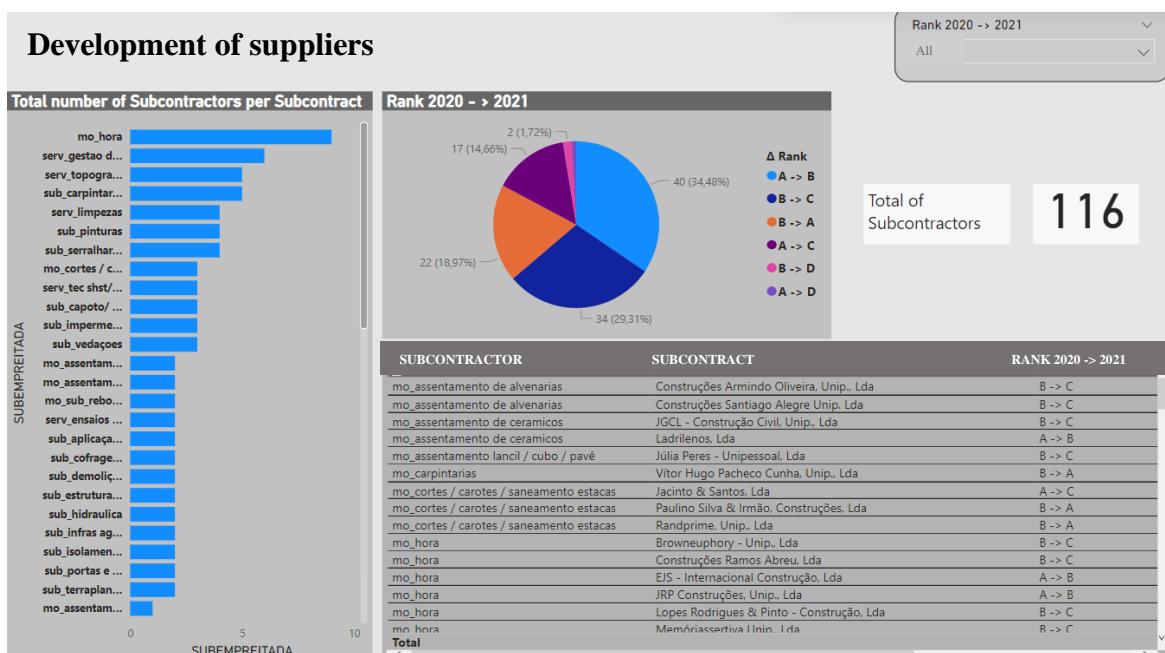 Development of suppliers
Rank 2020 -> 2021
All
Total number of Subcontractors per Subcontract
mo_hora
serv_gestao d...
serv_topogra...
sub_carpintar...
serv_limpezas
sub_pinturas
sub_serralhar...
mo_cortes / c...
serv_tec shst/...
sub_capoto/ ...
sub_imperme...
sub_vedaçoes
mo_assentam...
mo_assentam...
mo_sub_rebo...
serv_ensaios ...
sub_aplicaça...
sub_cofrage...
sub_demoliç...
sub_estrutura...
sub_hidraulica
sub_infras ag...
sub_isolamen...
sub_portas e ...
sub_terraplan...
mo_assentam...
SUBEMPREITADA
0 5 10
SUBEMPREITADA
Rank 2020 - > 2021
2 (1,72%)
17 (14,66%)
40 (34,48%)
22 (18,97%)
34 (29,31%)
Δ Rank
A -> B
B -> C
B -> A
A -> C
B -> D
A -> D
Total of
Subcontractors
116
SUBCONTRACTOR SUBCONTRACT RANK 2020 -> 2021
mo_assentamento de alvenarias Construções Armindo Oliveira, Unip., Lda B -> C
mo_assentamento de alvenarias Construções Santiago Alegre Unip. Lda B -> C
mo_assentamento de ceramicos JGCL - Construção Civil, Unip., Lda B -> C
mo_assentamento de ceramicos Ladrilenos, Lda A -> B
mo_assentamento lancil / cubo / pavê Júlia Peres - Unipessoal, Lda B -> C
mo_carpintarias Vítor Hugo Pacheco Cunha, Unip., Lda B -> A
mo_cortes / carotes / saneamento estacas Jacinto & Santos, Lda A -> C
mo_cortes / carotes / saneamento estacas Paulino Silva & Irmão, Construções, Lda B -> A
mo_cortes / carotes / saneamento estacas Randprime, Unip., Lda B -> A
mo_hora Browneuphory - Unip., Lda B -> C
mo_hora Construções Ramos Abreu, Lda B -> C
mo_hora EJS - Internacional Construção, Lda A -> B
mo_hora JRP Construções, Unip., Lda A -> B
mo_hora Lopes Rodrigues & Pinto - Construção, Lda B -> C
mo_hora Memóriassertiva Unip., Lda B -> C
Total